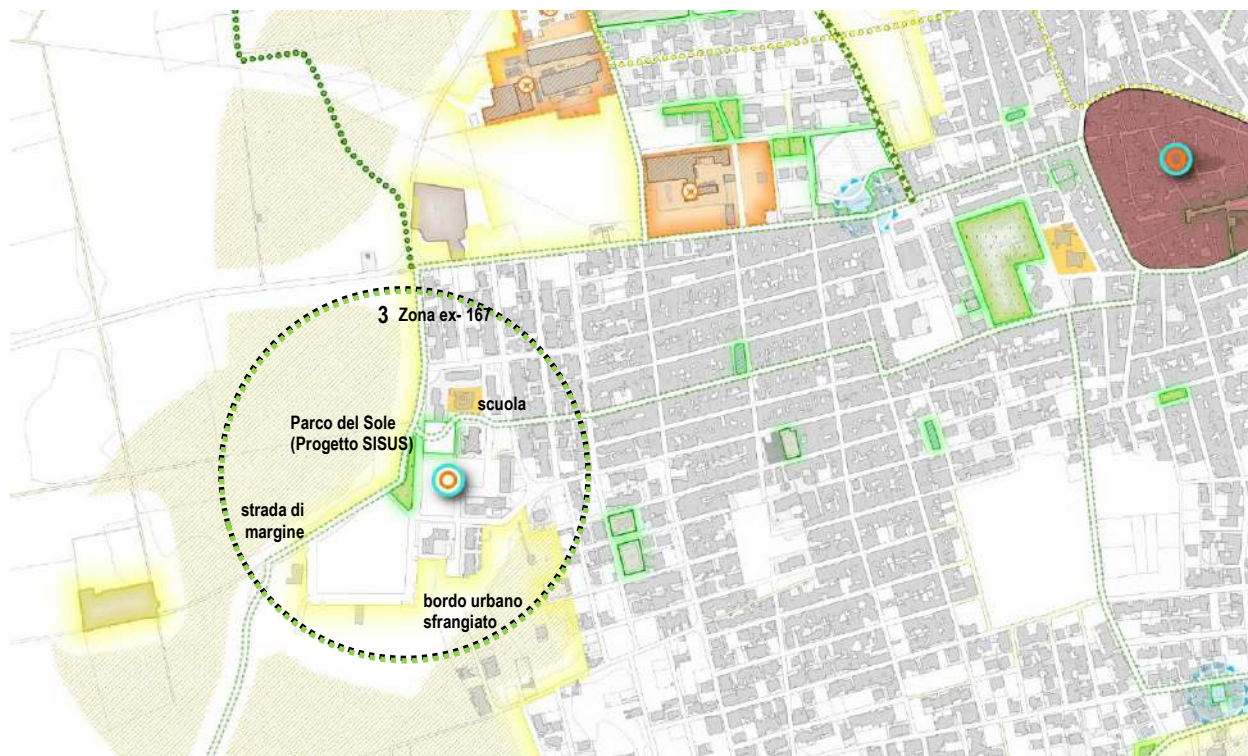 3 Zona ex- 167
scuola
Parco del Sole
(Progetto SISUS)
strada di
margine
bordo urbano
sfrangiato